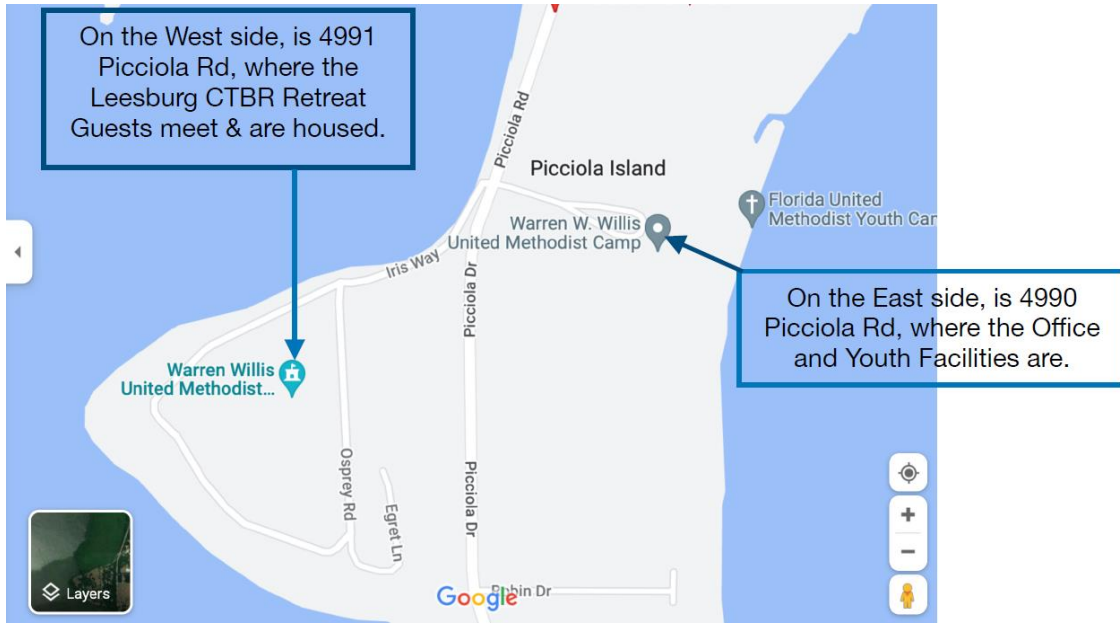 On the West side, is 4991
Picciola Rd, where the
Leesburg CTBR Retreat
Guests meet & are housed.
Picciola Rd
Picciola Island
Florida United
Methodist Youth Cam
Warren W. Willis
United Methodist Camp
Iris Way
Picciola Dr
On the East side, is 4990
Picciola Rd, where the Office
and Youth Facilities are.
Warren Willis
United Methodist...
Osprey Rd
Egret Ln
Picciola Dr
Layers
Google
Robin Dr